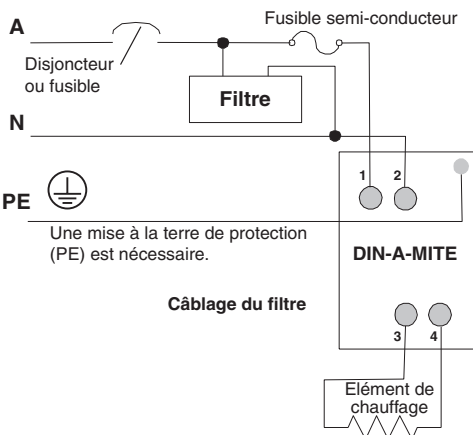 A
Fusible semi-conducteur
Disjoncteur
ou fusible
Filtre
N
1 2
PE
Une mise à la terre de protection
(PE) est nécessaire.
DIN-A-MITE
Câblage du filtre
3 4
Elément de
chauffage